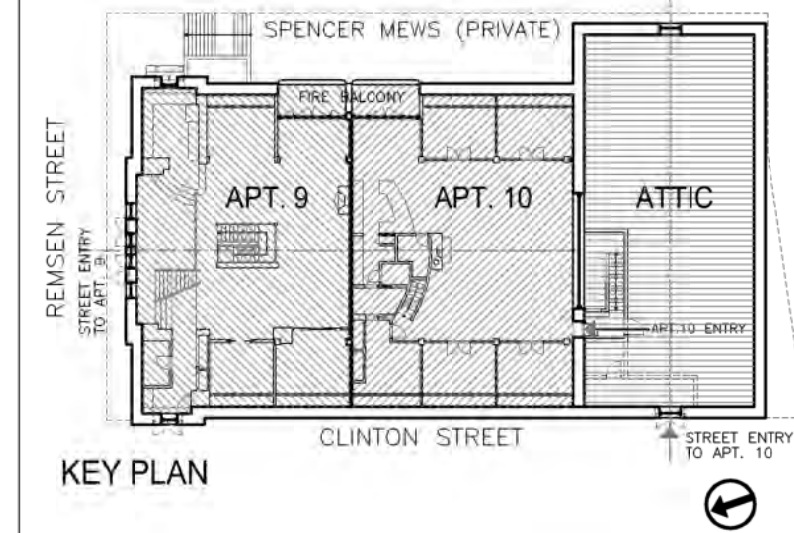 SPENCER MEWS (PRIVATE)
FIRE BALCONY
REMSEN STREET
STREET ENTRY
TO APT. 9
APT. 9
APT. 10
ATTIC
APT.10 ENTRY
CLINTON STREET
STREET ENTRY
TO APT. 10
KEY PLAN